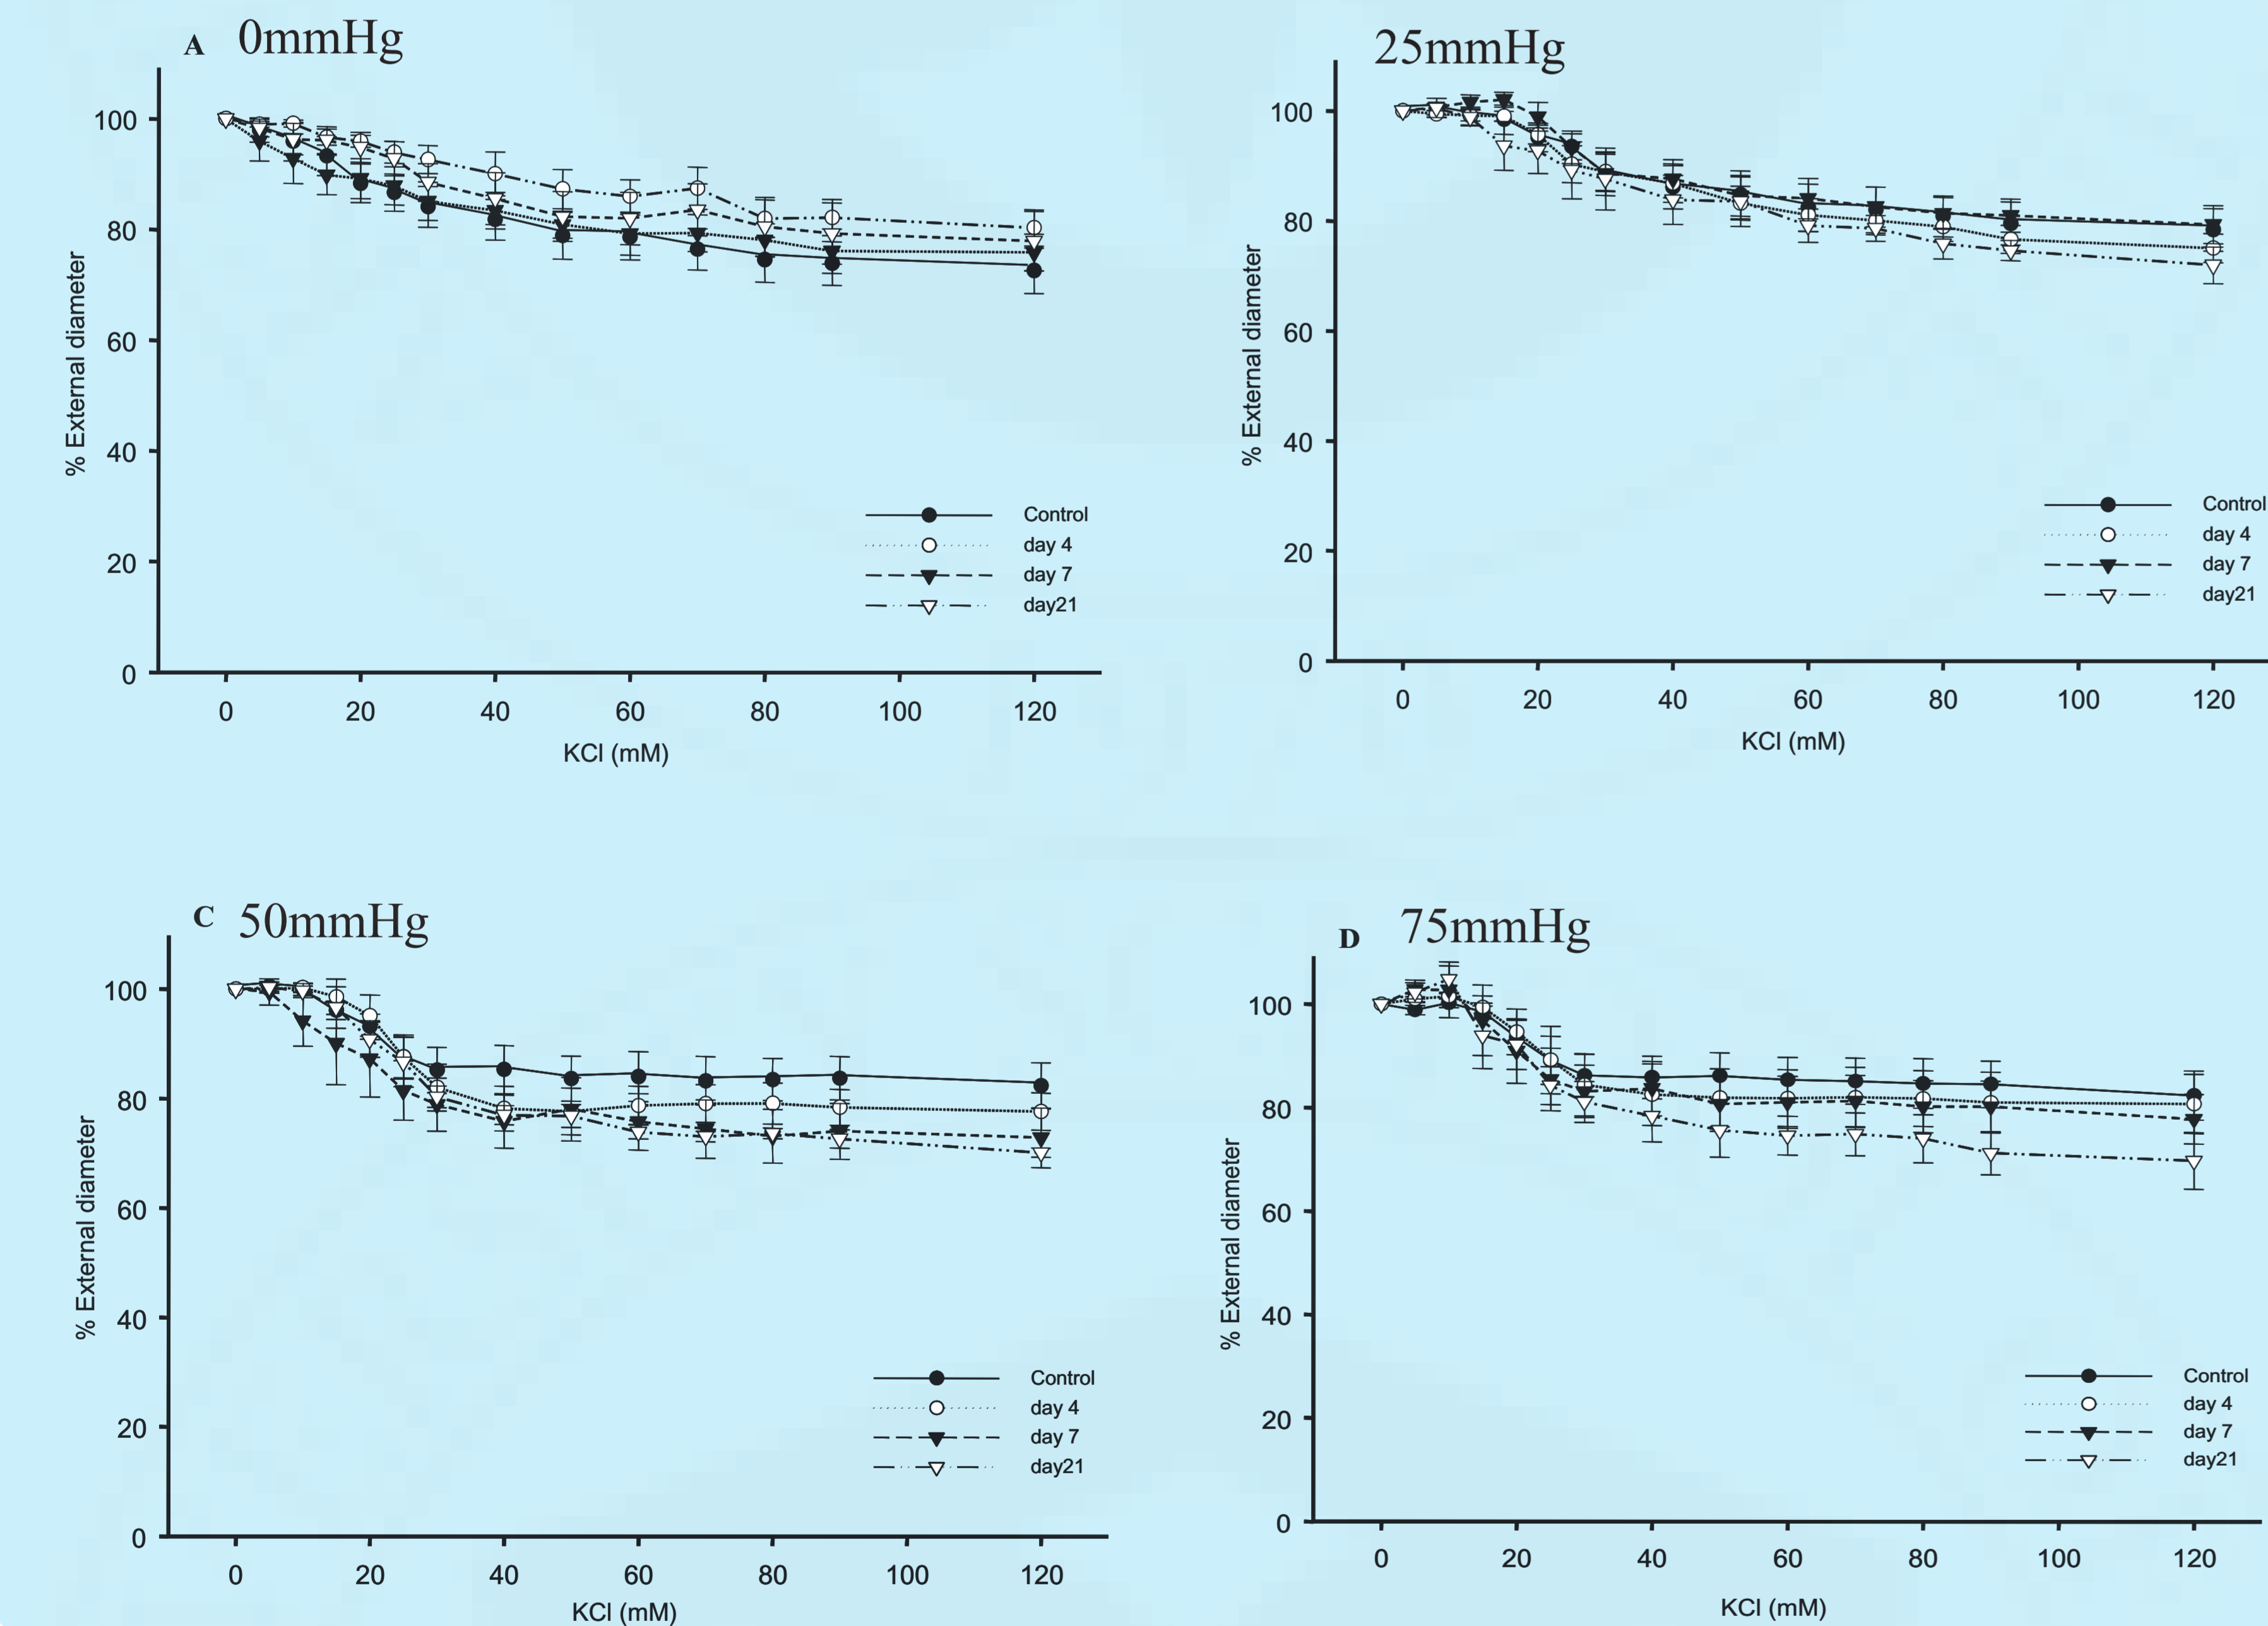 A 0mmHg
100
80
60
40
20
0
% External diameter
Control
day 4
day 7
day21
0 20 40 60 80 100 120
KCl (mM)
25mmHg
100
80
60
40
20
0
% External diameter
Control
day 4
day 7
day21
0 20 40 60 80 100 120
KCl (mM)
C 50mmHg
100
80
60
40
20
0
% External diameter
Control
day 4
day 7
day21
0 20 40 60 80 100 120
KCl (mM)
D 75mmHg
100
80
60
40
20
0
% External diameter
Control
day 4
day 7
day21
0 20 40 60 80 100 120
KCl (mM)